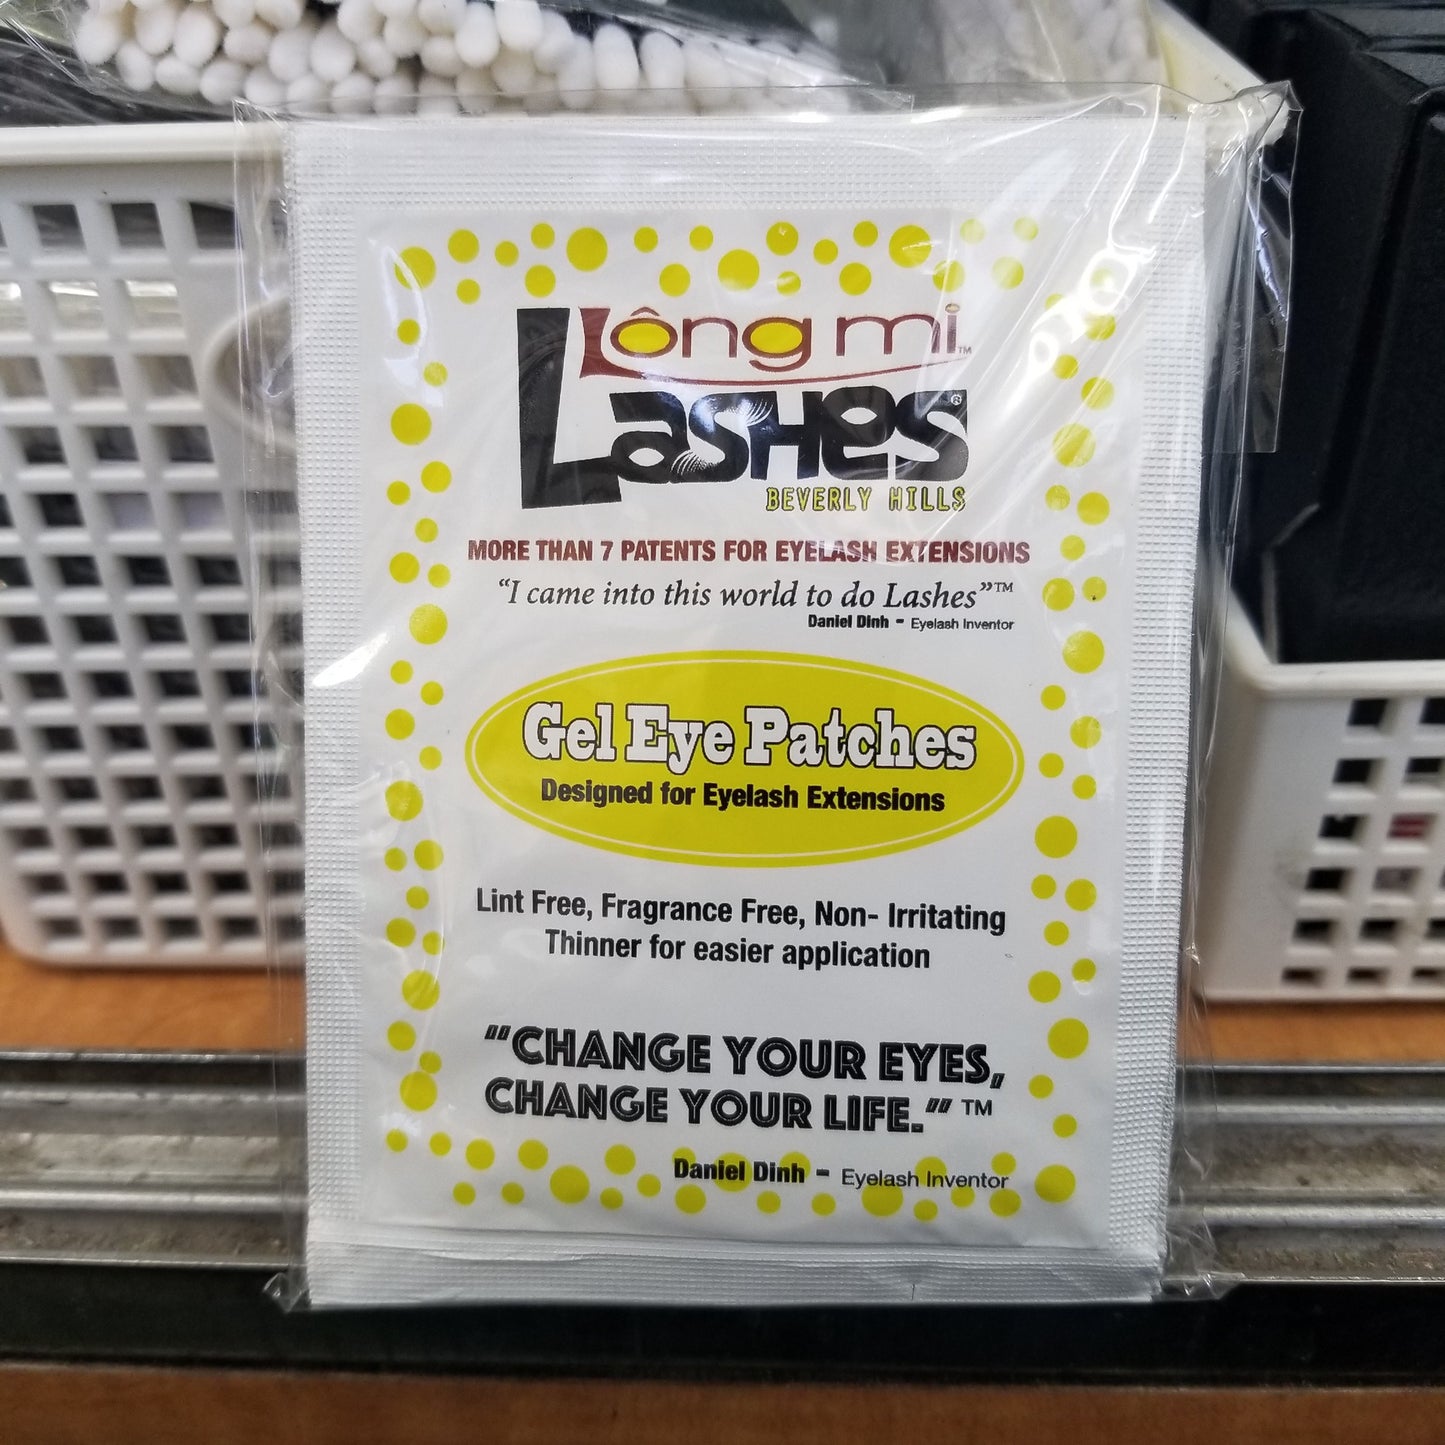 Lông mi™
Lashes®
BEVERLY HILLS
MORE THAN 7 PATENTS FOR EYELASH EXTENSIONS
“I came into this world to do Lashes”™
Daniel Dinh - Eyelash Inventor
Gel Eye Patches
Designed for Eyelash Extensions
Lint Free, Fragrance Free, Non- Irritating
Thinner for easier application
"CHANGE YOUR EYES,
CHANGE YOUR LIFE." ™
Daniel Dinh - Eyelash Inventor